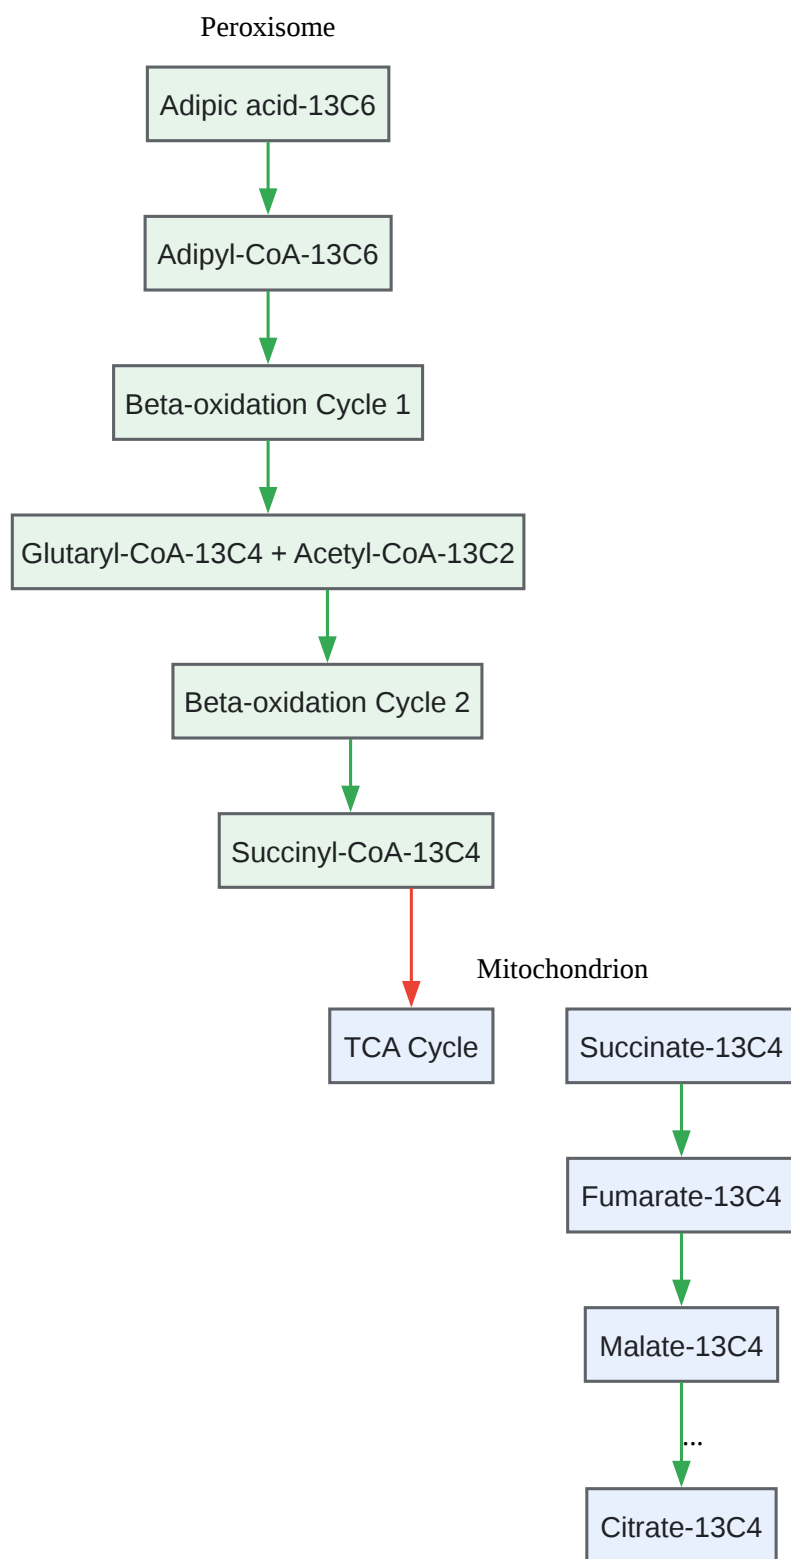 Peroxisome
Adipic acid-13C6
Adipyl-CoA-13C6
Beta-oxidation Cycle 1
Glutaryl-CoA-13C4 + Acetyl-CoA-13C2
Beta-oxidation Cycle 2
Succinyl-CoA-13C4
Mitochondrion
TCA Cycle
Succinate-13C4
Fumarate-13C4
Malate-13C4
...
Citrate-13C4